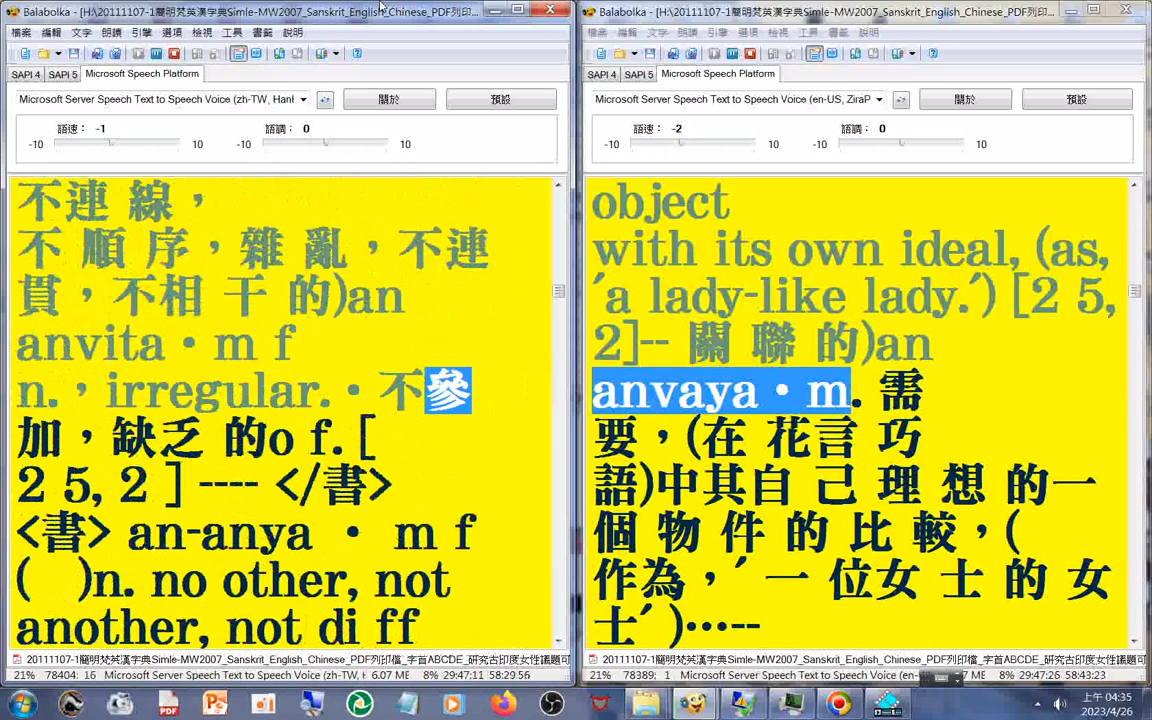 Balabolka - [H:\20111107-1簡明梵英漢字典Simle-MW2007_Sanskrit_English_Chinese_PDF列印...
檔案 編輯 文字 朗讀 引擎 選項 檢視 工具 書籤 說明
SAPI 4 SAPI 5 Microsoft Speech Platform
Microsoft Server Speech Text to Speech Voice (zh-TW, Hanl 關於 預設
語速： -1 語調： 0
-10 10 -10 10
不連 線，
不 順 序，雜 亂，不連
貫，不相 干 的)an
anvita•m f
n.，irregular.•不參
加，缺乏 的o f. [
2 5, 2 ] ---- </書>
<書> an-anya • m f
( )n. no other, not
another, not di ff
20111107-1簡明梵英漢字典Simle-MW2007_Sanskrit_English_Chinese_PDF列印檔_字首ABCDE_研究古印度女性議題可
21% 78404: 16 Microsoft Server Speech Text to Speech Voice (zh-TW, H 6.07 ME 8% 29:47:11 58:29:56
Balabolka - [H:\20111107-1簡明梵英漢字典Simle-MW2007_Sanskrit_English_Chinese_PDF列印...
檔案 編輯 文字 朗讀 引擎 選項 檢視 工具 書籤 說明
SAPI 4 SAPI 5 Microsoft Speech Platform
Microsoft Server Speech Text to Speech Voice (en-US, ZiraP 關於 預設
語速： -2 語調： 0
-10 10 -10 10
object
with its own ideal, (as,
′a lady-like lady.′) [2 5,
2]-- 關 聯 的)an
anvaya•m. 需
要，(在 花言 巧
語)中其自 己 理 想 的一
個 物 件 的 比 較，(
作為，′一 位女 士 的 女
士′)…--
20111107-1簡明梵英漢字典Simle-MW2007_Sanskrit_English_Chinese_PDF列印檔_字首ABCDE_研究古印度女性議題可
21% 78389: 1 Microsoft Server Speech Text to Speech Voice (en-US, Z 6.07 ME 9% 29:47:26 58:43:23
上午 04:35
2023/4/26